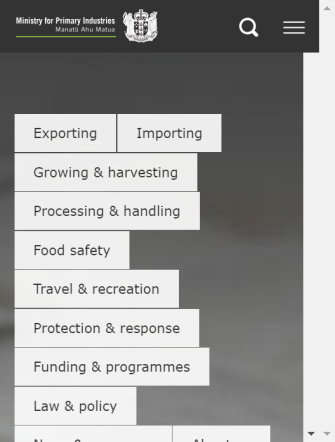 Ministry for Primary Industries
Manatū Ahu Matua
Exporting
Importing
Growing & harvesting
Processing & handling
Food safety
Travel & recreation
Protection & response
Funding & programmes
Law & policy